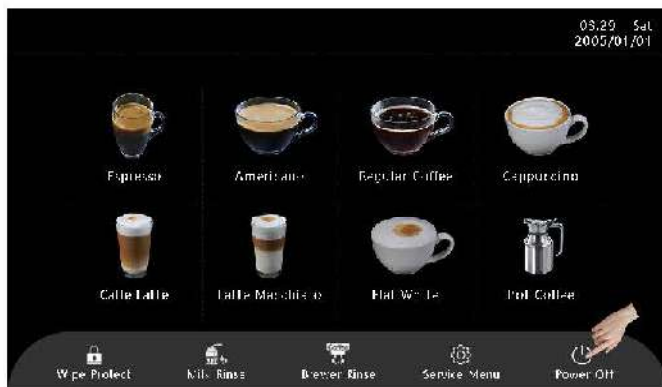 03:29 Sat
2005/01/01
Espresso
Americano
Regular Coffee
Cappuccino
Caffe Latte
Latte Macchiato
Flat White
Pot Coffee
Wipe Protect
Milk Rinse
Brewer Rinse
Service Menu
Power Off